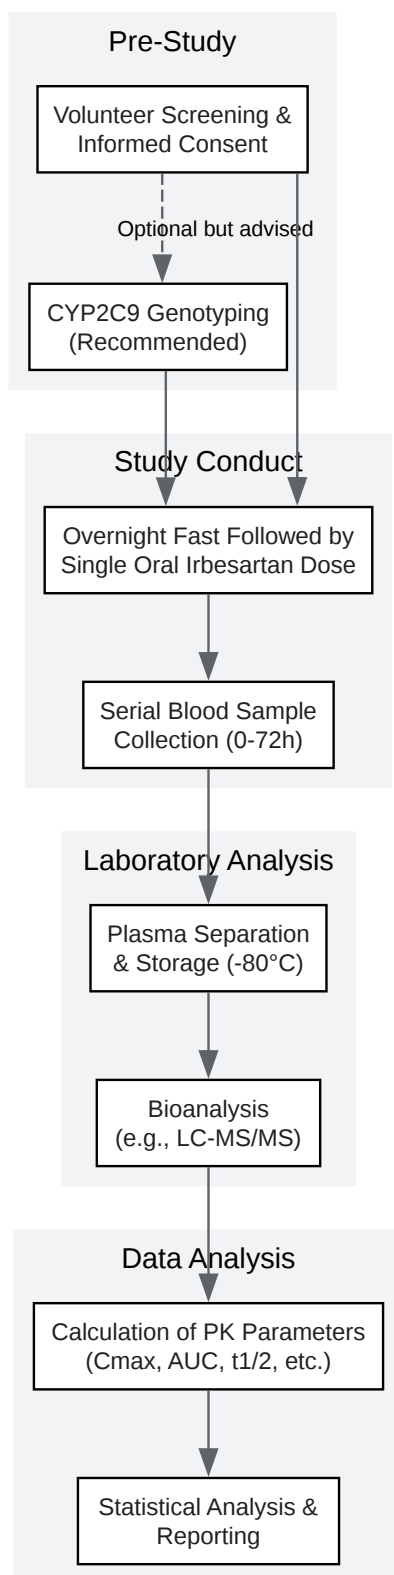 Pre-Study
Volunteer Screening &
Informed Consent
Optional but advised
CYP2C9 Genotyping
(Recommended)
Study Conduct
Overnight Fast Followed by
Single Oral Irbesartan Dose
Serial Blood Sample
Collection (0-72h)
Laboratory Analysis
Plasma Separation
& Storage (-80°C)
Bioanalysis
(e.g., LC-MS/MS)
Data Analysis
Calculation of PK Parameters
(Cmax, AUC, t1/2, etc.)
Statistical Analysis &
Reporting